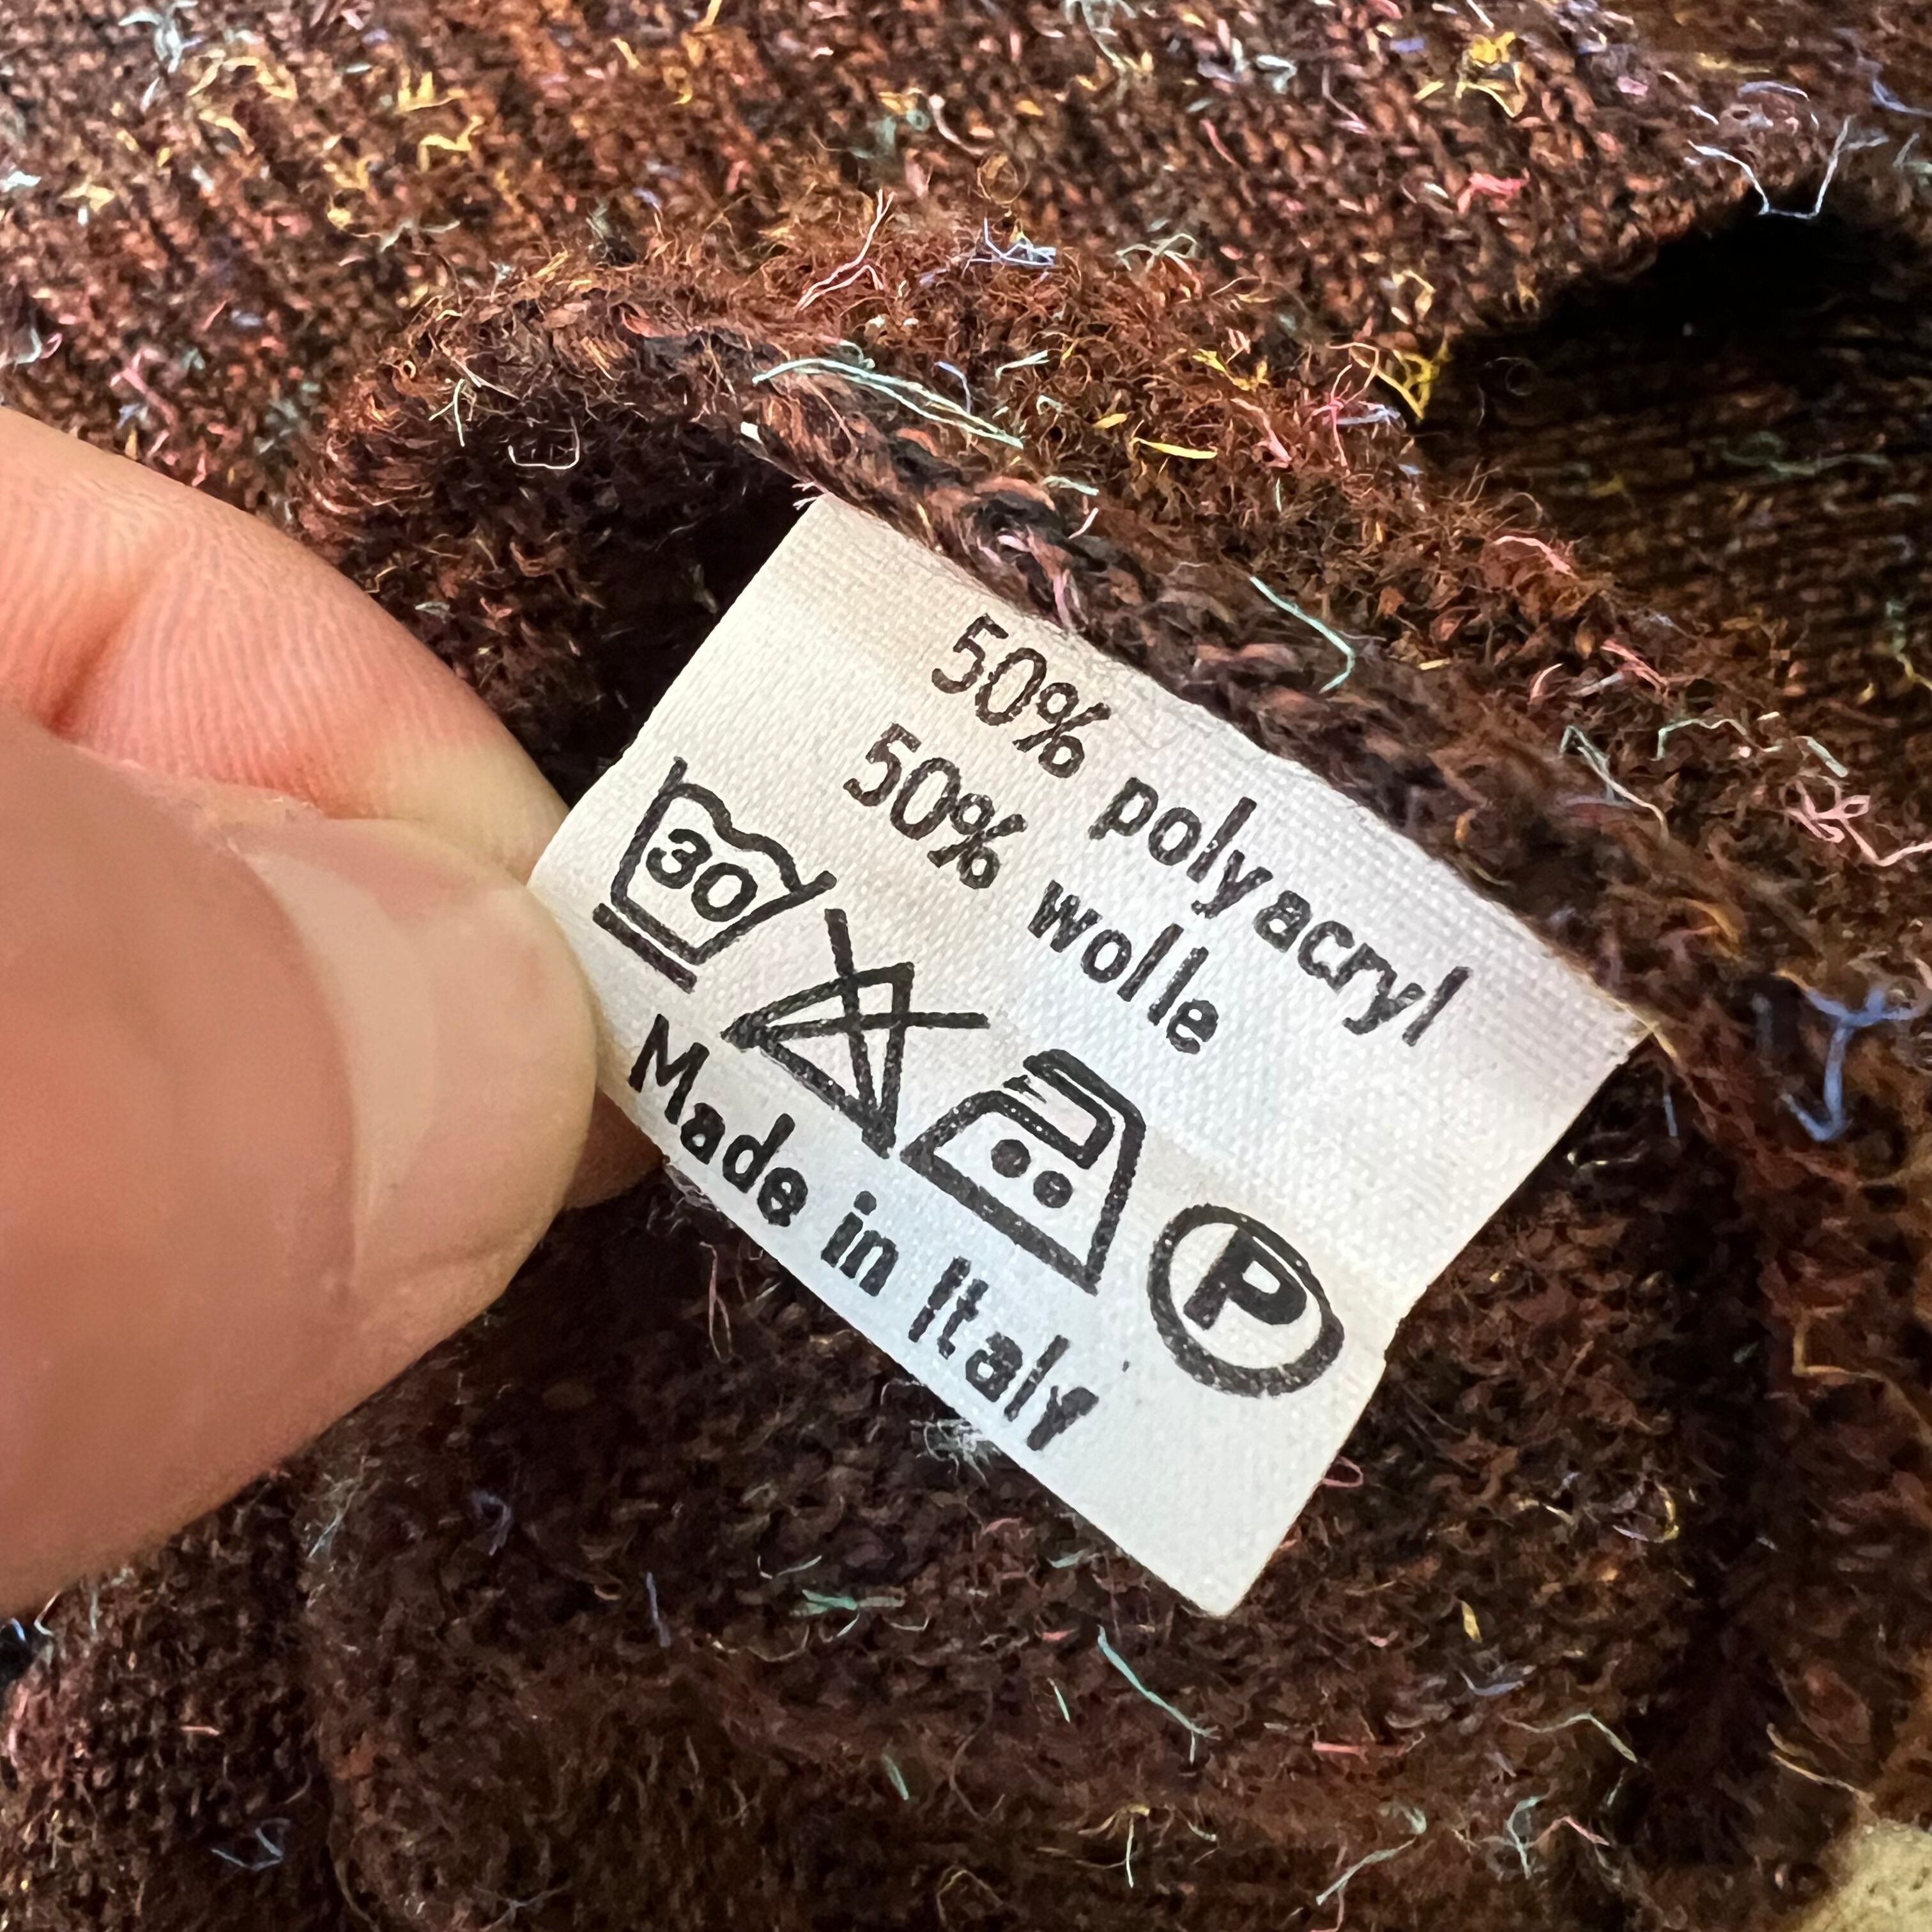 50% polyacryl
50% wolle
30
P
Made in Italy